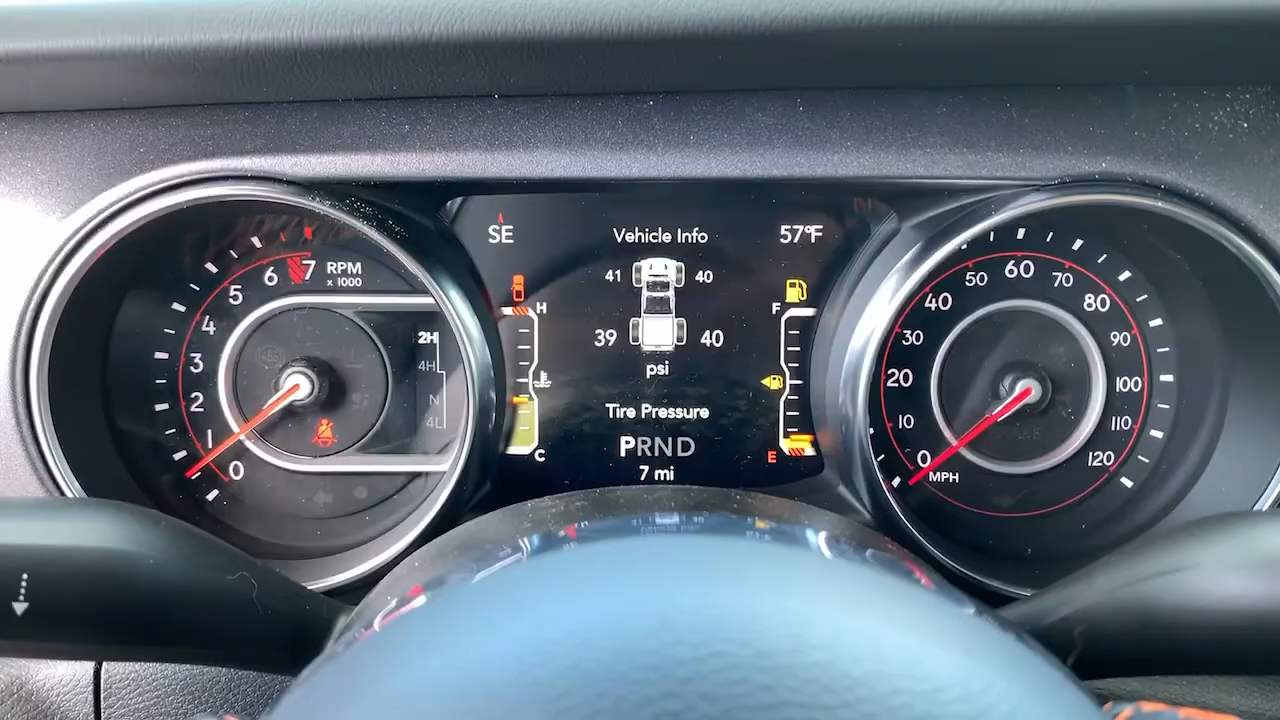 SE
Vehicle Info
57°F
41
40
39
40
psi
Tire Pressure
PRND
7 mi
H
C
F
E
7
6
5
4
3
2
1
0
RPM
x 1000
2H
4H
N
4L
0
10
20
30
40
50
60
70
80
90
100
110
120
MPH